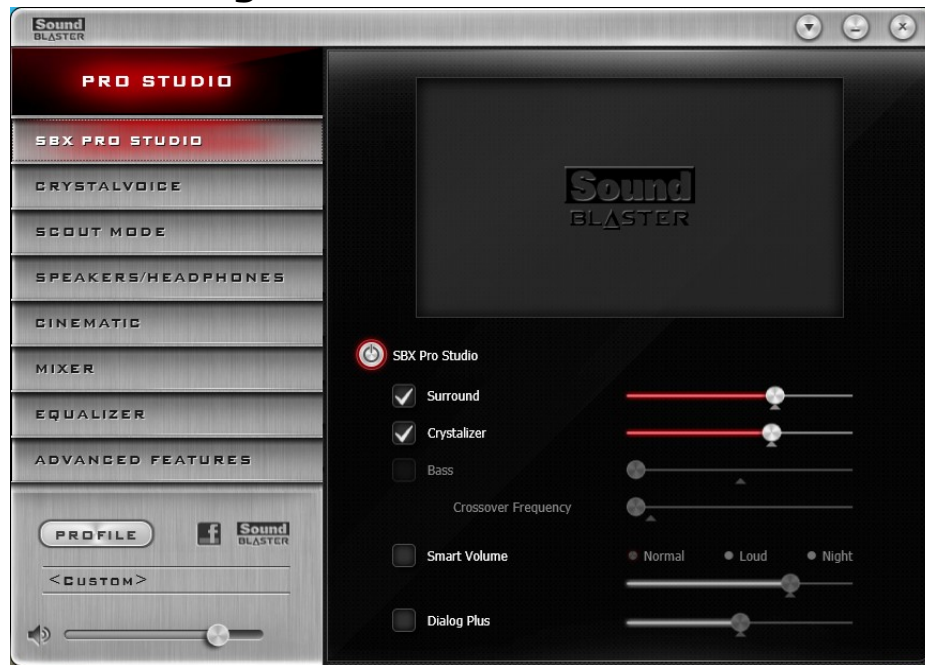 Sound
BLASTER
PRO STUDIO
SBX PRO STUDIO
CRYSTALVOICE
SCOUT MODE
SPEAKERS/HEADPHONES
CINEMATIC
MIXER
EQUALIZER
ADVANCED FEATURES
PROFILE
f
Sound
BLASTER
<CUSTOM>
Sound
BLASTER
SBX Pro Studio
Surround
Crystalizer
Bass
Crossover Frequency
Smart Volume
Normal Loud Night
Dialog Plus